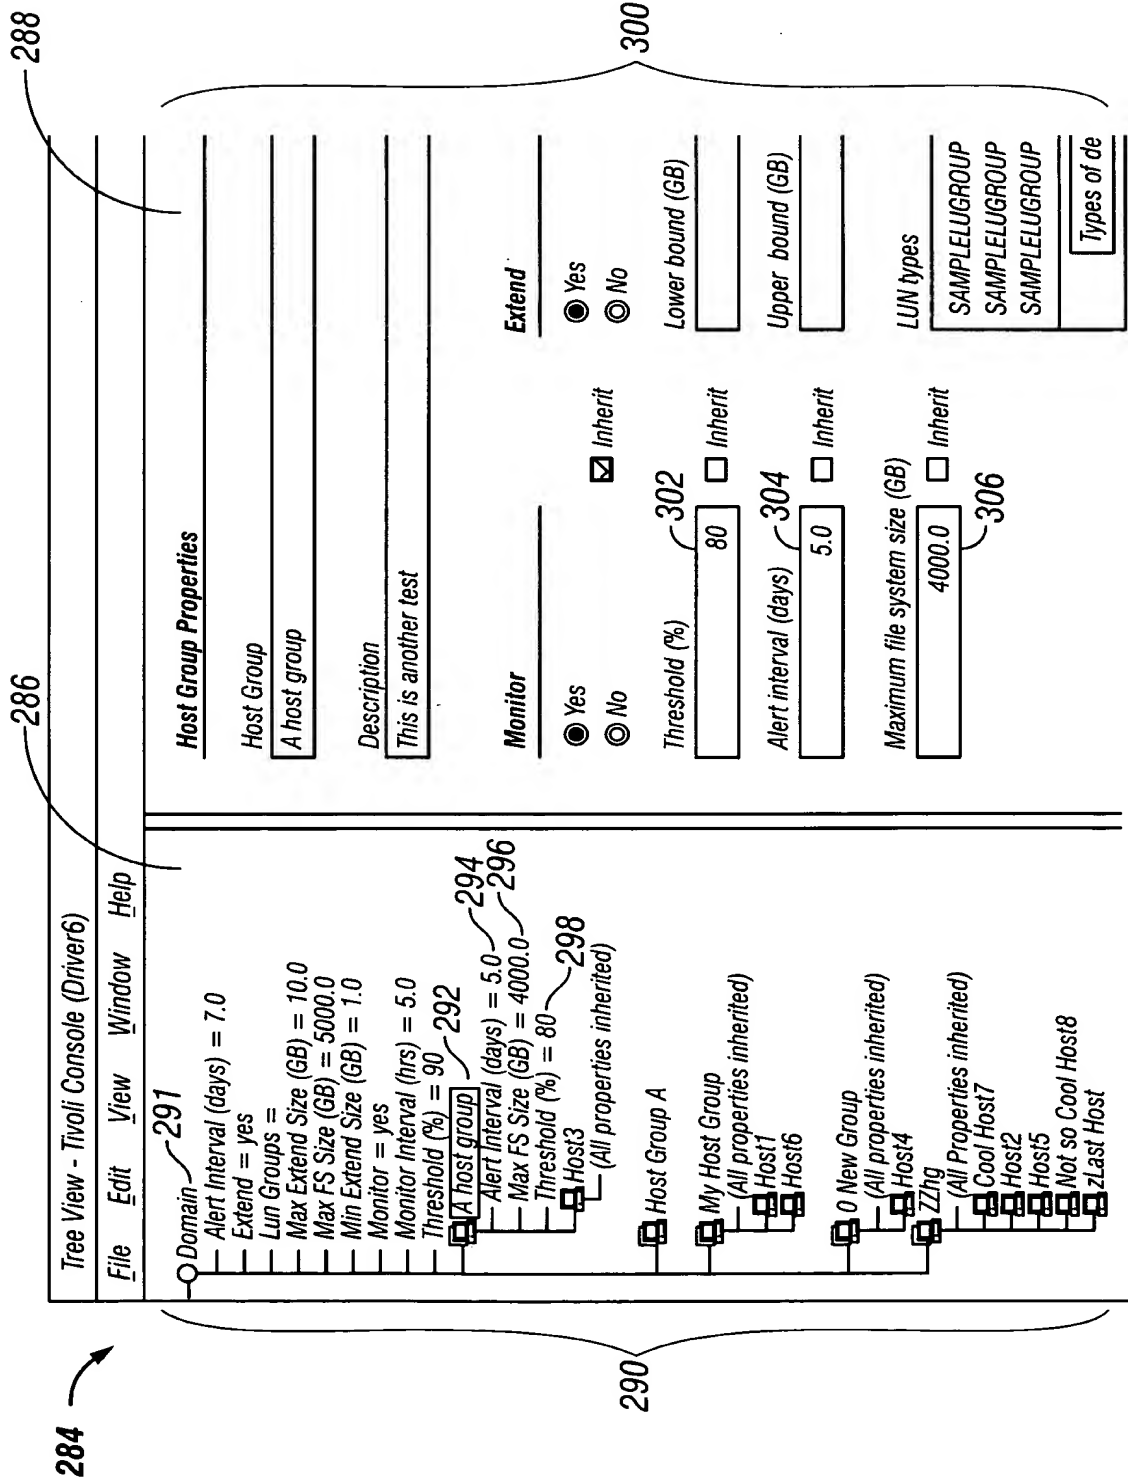 284
286
288
Tree View - Tivoli Console (Driver6)
File Edit View Window Help
290
Domain 291
Alert Interval (days) = 7.0
Extend = yes
Lun Groups =
Max Extend Size (GB) = 10.0
Max FS Size (GB) = 5000.0
Min Extend Size (GB) = 1.0
Monitor = yes
Monitor Interval (hrs) = 5.0
Threshold (%) = 90
A host group 292
Alert Interval (days) = 5.0 294
Max FS Size (GB) = 4000.0 296
Threshold (%) = 80 298
Host3
(All properties inherited)
Host Group A
My Host Group
(All properties inherited)
Host1
Host6
0 New Group
(All properties inherited)
Host4
ZZhg
(All Properties inherited)
Cool Host7
Host2
Host5
Not so Cool Host8
zLast Host
Host Group Properties
Host Group
A host group
Description
This is another test
Monitor
Yes
No
Inherit
Threshold (%)
80
302
Inherit
Alert interval (days)
5.0
304
Inherit
Maximum file system size (GB)
4000.0
306
Inherit
Extend
Yes
No
Lower bound (GB)
Upper bound (GB)
LUN types
SAMPLELUGROUP
SAMPLELUGROUP
SAMPLELUGROUP
Types of de
300